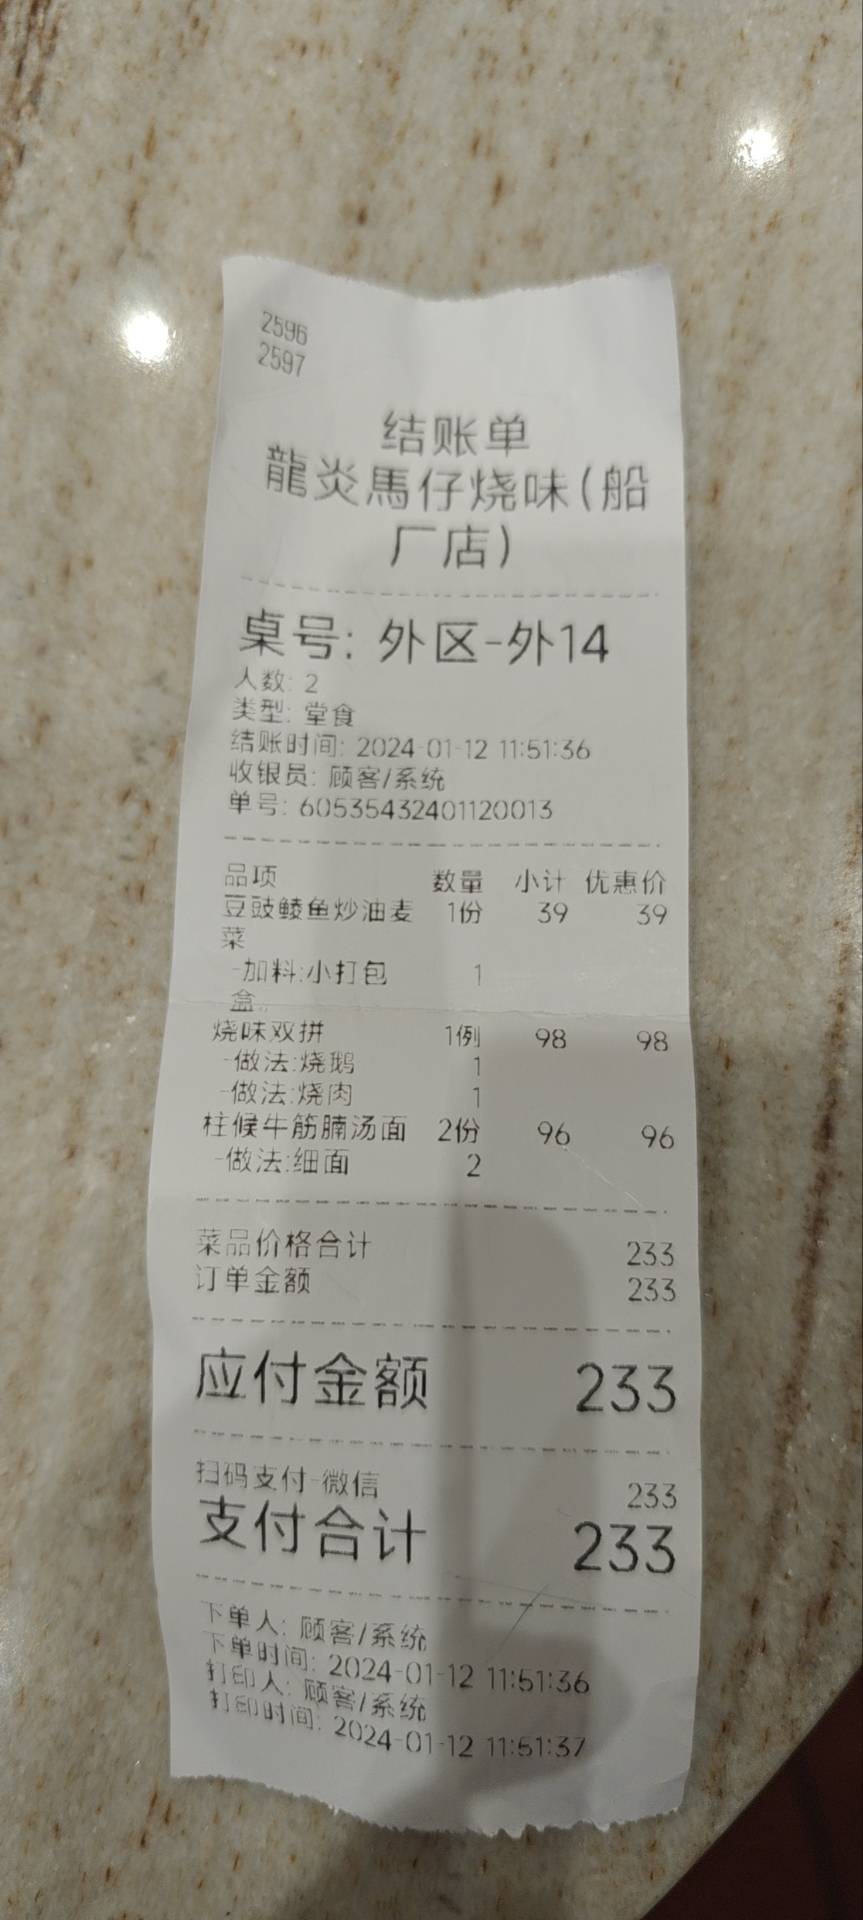 2596
2597
结账单
龍炎馬仔烧味(船
厂店)
桌号: 外区-外14
人数: 2
类型: 堂食
结账时间: 2024-01-12 11:51:36
收银员: 顾客/系统
单号: 60535432401120013
品项 数量 小计 优惠价
豆豉鲮鱼炒油麦 1份 39 39
菜
-加料:小打包 1
盒。
烧味双拼 1例 98 98
-做法:烧鹅 1
-做法:烧肉 1
柱候牛筋腩汤面 2份 96 96
-做法:细面 2
菜品价格合计 233
订单金额 233
应付金额 233
扫码支付-微信 233
支付合计 233
下单人: 顾客/系统
下单时间: 2024-01-12 11:51:36
打印人: 顾客/系统
打印时间: 2024-01-12 11:51:37